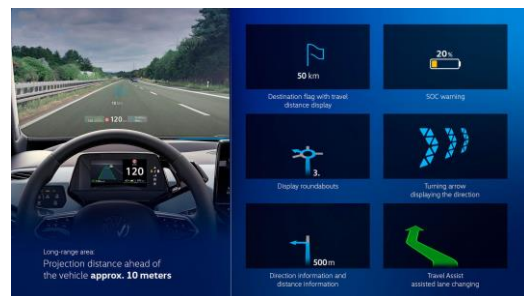 120
120
Long-range area:
Projection distance ahead of
the vehicle approx. 10 meters
50 km
Destination flag with travel
distance display
20%
SOC warning
3.
Display roundabouts
Turning arrow
displaying the direction
500 m
Direction information and
distance information
Travel Assist
assisted lane changing